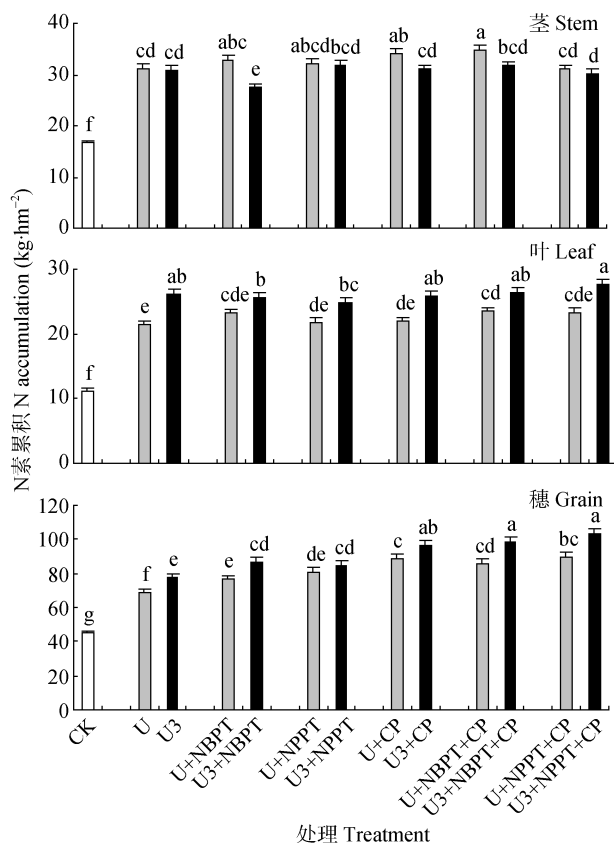 茎 Stem
40
30
20
10
0
f
cd cd
abc e
abcd bcd
ab cd
a bcd
cd d
叶 Leaf
30
20
10
0
f
e ab
cde b
de bc
de ab
cd ab
cde a
穗 Grain
120
100
80
60
40
20
0
g
f e
e cd
de cd
c ab
cd a
bc a
N素累积 N accumulation (kg·hm⁻²)
CK
U
U3
U+NBPT
U3+NBPT
U+NPPT
U3+NPPT
U+CP
U3+CP
U+NBPT+CP
U3+NBPT+CP
U+NPPT+CP
U3+NPPT+CP
处理 Treatment